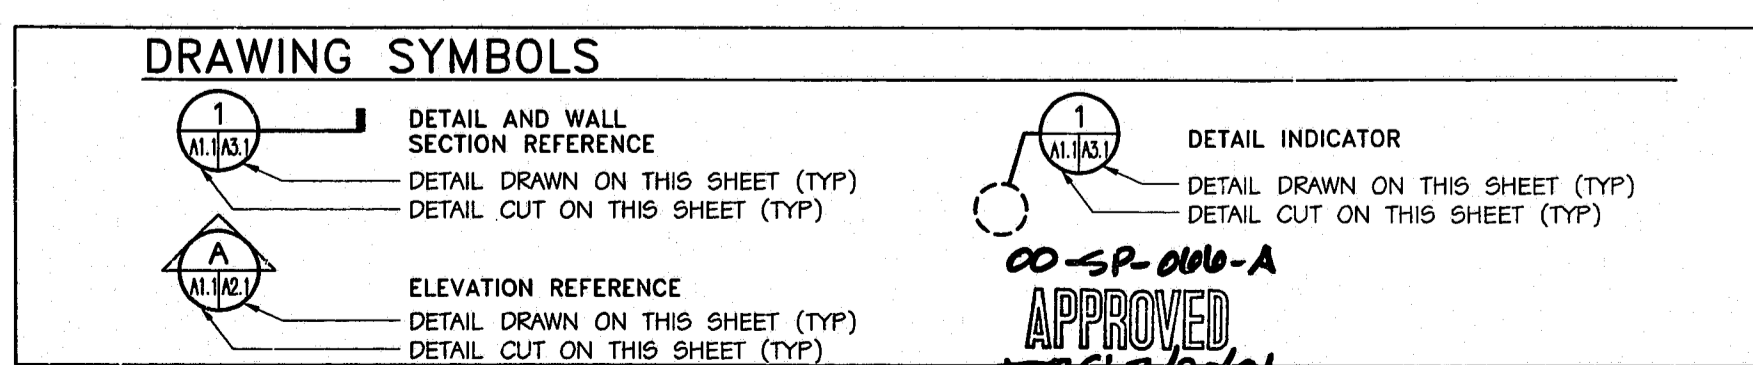 DRAWING SYMBOLS
1
A1.1 A3.1
DETAIL AND WALL
SECTION REFERENCE
DETAIL DRAWN ON THIS SHEET (TYP)
DETAIL CUT ON THIS SHEET (TYP)
A
A1.1 A2.1
ELEVATION REFERENCE
DETAIL DRAWN ON THIS SHEET (TYP)
DETAIL CUT ON THIS SHEET (TYP)
1
A1.1 A3.1
DETAIL INDICATOR
DETAIL DRAWN ON THIS SHEET (TYP)
DETAIL CUT ON THIS SHEET (TYP)
00-SP-066-A
APPROVED